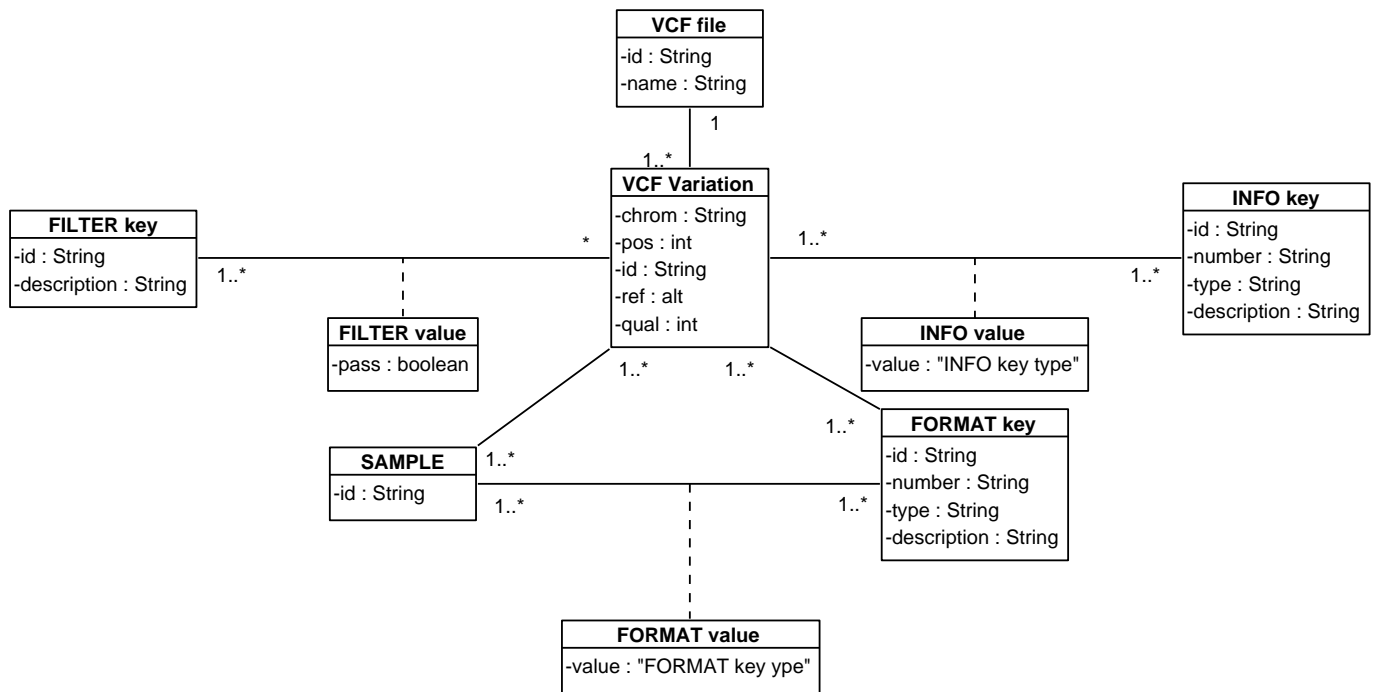 VCF file
-id : String
-name : String
1
1..*
VCF Variation
-chrom : String
-pos : int
-id : String
-ref : alt
-qual : int
FILTER key
-id : String
-description : String
1..*
*
FILTER value
-pass : boolean
INFO key
-id : String
-number : String
-type : String
-description : String
1..*
1..*
INFO value
-value : "INFO key type"
1..*
1..*
1..*
1..*
SAMPLE
-id : String
1..*
1..*
FORMAT key
-id : String
-number : String
-type : String
-description : String
FORMAT value
-value : "FORMAT key ype"